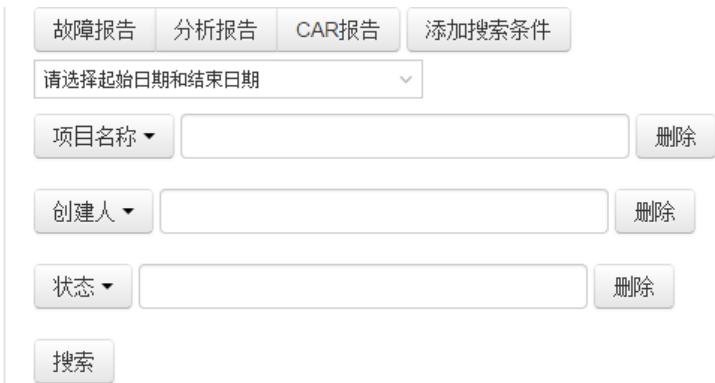 故障报告 分析报告 CAR报告 添加搜索条件
请选择起始日期和结束日期
项目名称 删除
创建人 删除
状态 删除
搜索